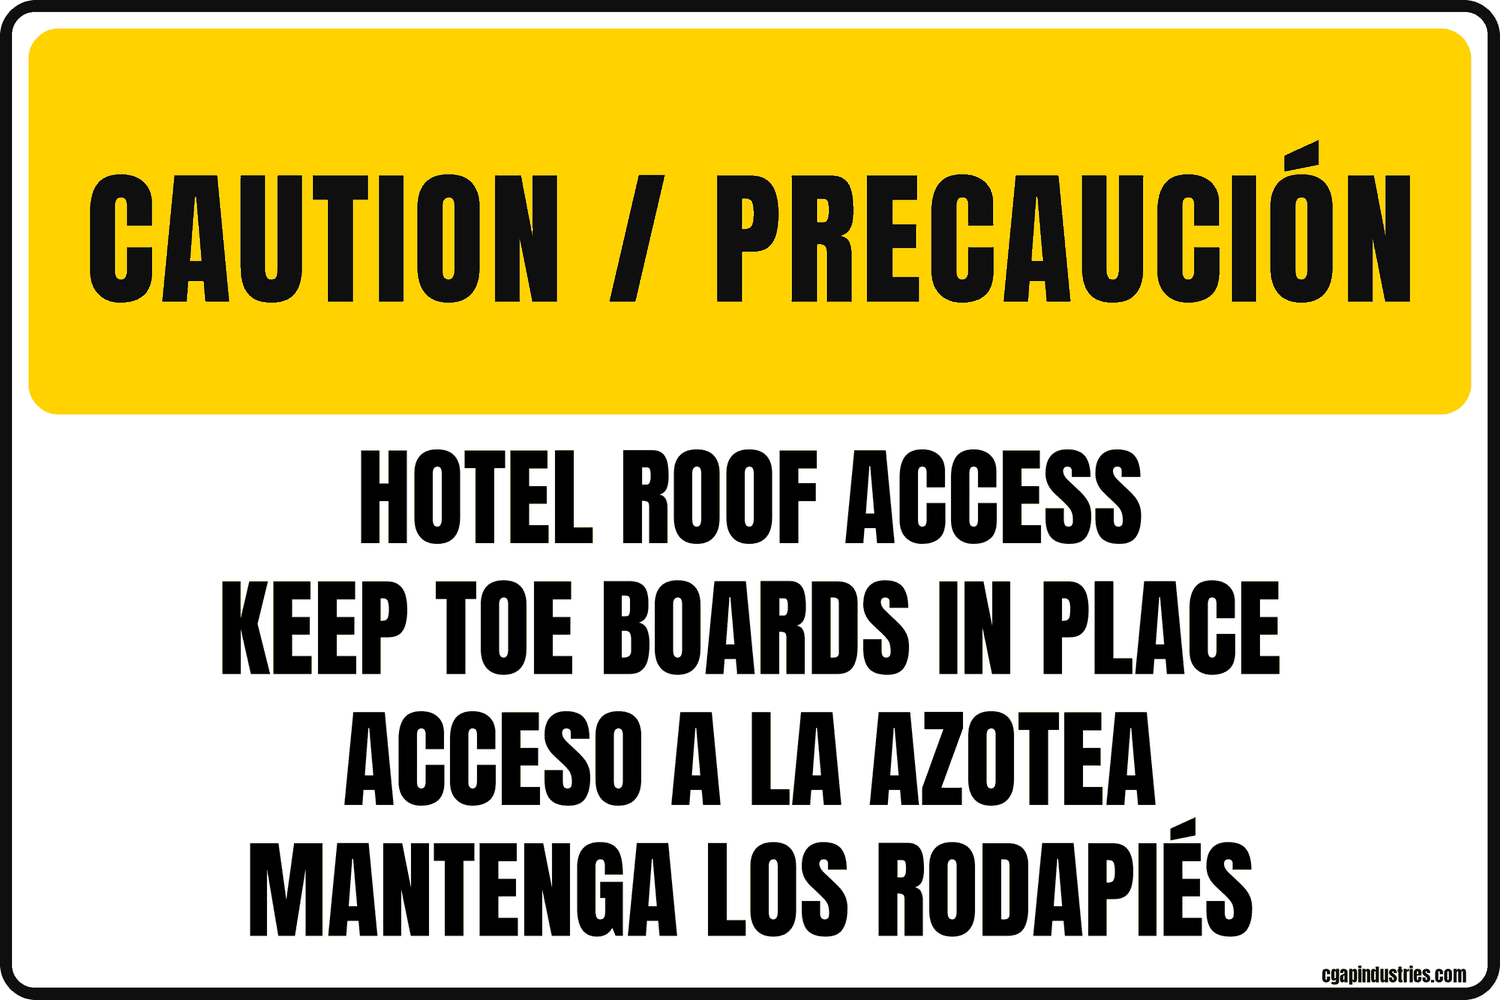 CAUTION / PRECAUCIÓN
HOTEL ROOF ACCESS
KEEP TOE BOARDS IN PLACE
ACCESO A LA AZOTEA
MANTENGA LOS RODAPIÉS
cgapindustries.com